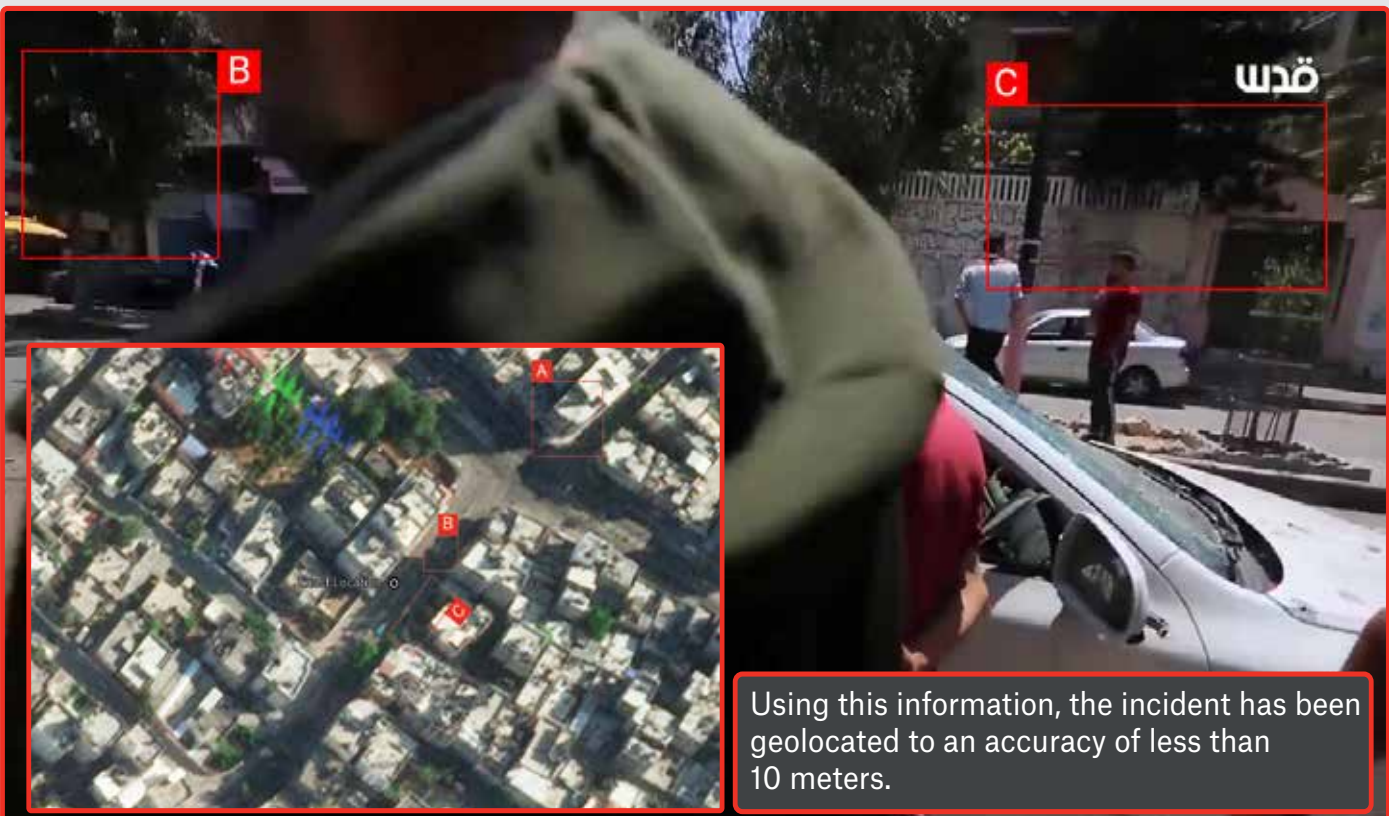 B
C
قدس
A
B
C
Using this information, the incident has been
geolocated to an accuracy of less than
10 meters.